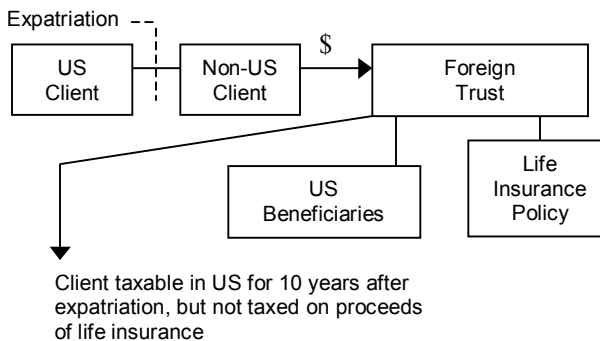 Expatriation
$
US
Client
Non-US
Client
Foreign
Trust
US
Beneficiaries
Life
Insurance
Policy
Client taxable in US for 10 years after
expatriation, but not taxed on proceeds
of life insurance